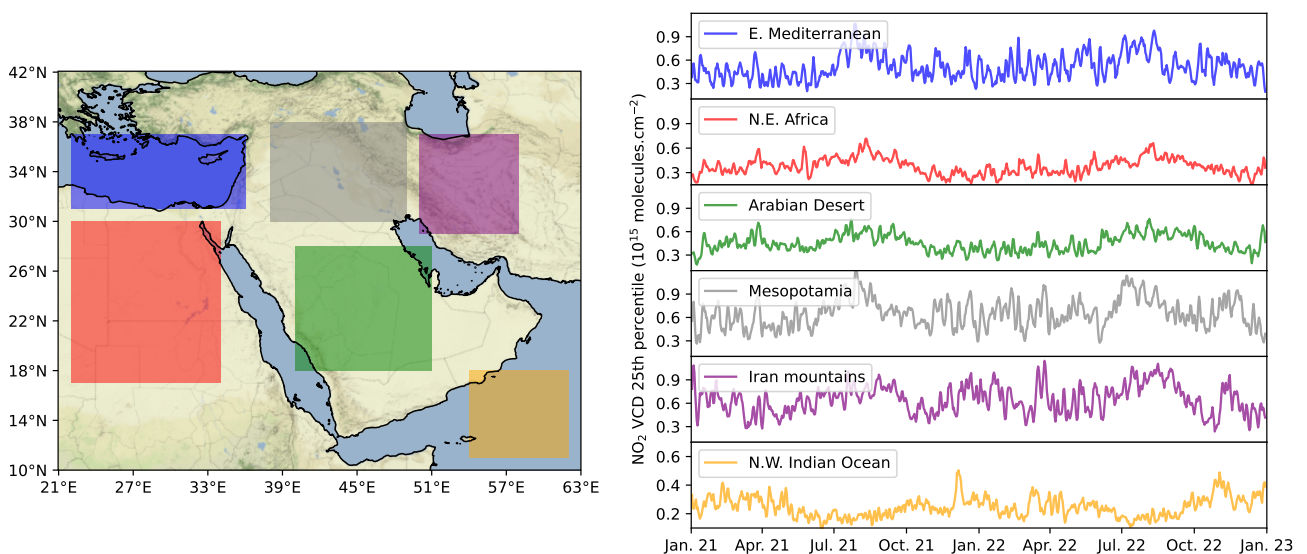 42°N
38°N
34°N
30°N
26°N
22°N
18°N
14°N
10°N
21°E 27°E 33°E 39°E 45°E 51°E 57°E 63°E
NO₂ VCD 25th percentile (10¹⁵ molecules.cm⁻²)
E. Mediterranean
0.9
0.6
0.3
N.E. Africa
0.9
0.6
0.3
Arabian Desert
0.9
0.6
0.3
Mesopotamia
0.9
0.6
0.3
Iran mountains
0.9
0.6
0.3
N.W. Indian Ocean
0.6
0.4
0.2
Jan. 21 Apr. 21 Jul. 21 Oct. 21 Jan. 22 Apr. 22 Jul. 22 Oct. 22 Jan. 23